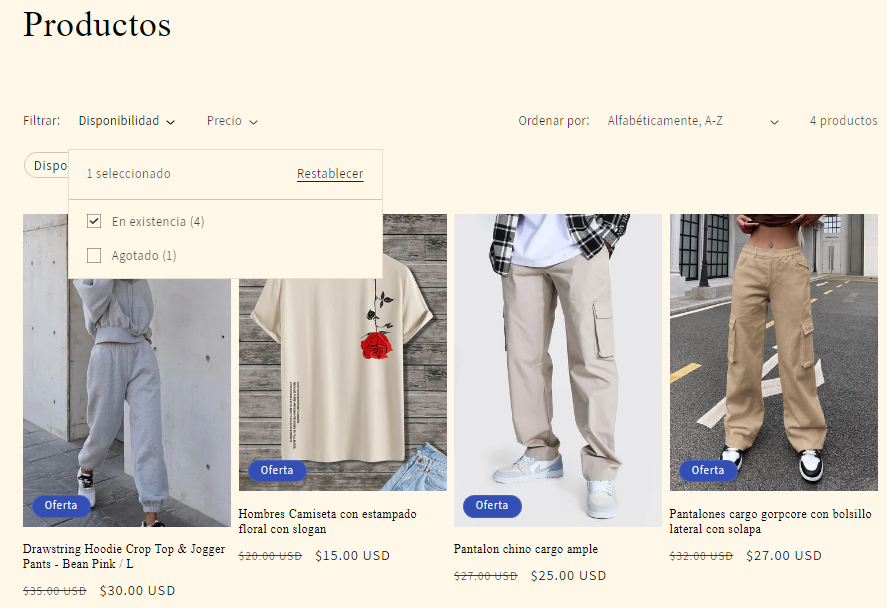 Productos
Filtrar:
Disponibilidad
Precio
Ordenar por:
Alfabéticamente, A-Z
4 productos
Dispo
1 seleccionado
Restablecer
En existencia (4)
Agotado (1)
Oferta
Drawstring Hoodie Crop Top & Jogger
Pants - Bean Pink / L
$35.00 USD $30.00 USD
Oferta
Hombres Camiseta con estampado
floral con slogan
$20.00 USD $15.00 USD
Oferta
Pantalon chino cargo ample
$27.00 USD $25.00 USD
Oferta
Pantalones cargo gorpcore con bolsillo
lateral con solapa
$32.00 USD $27.00 USD